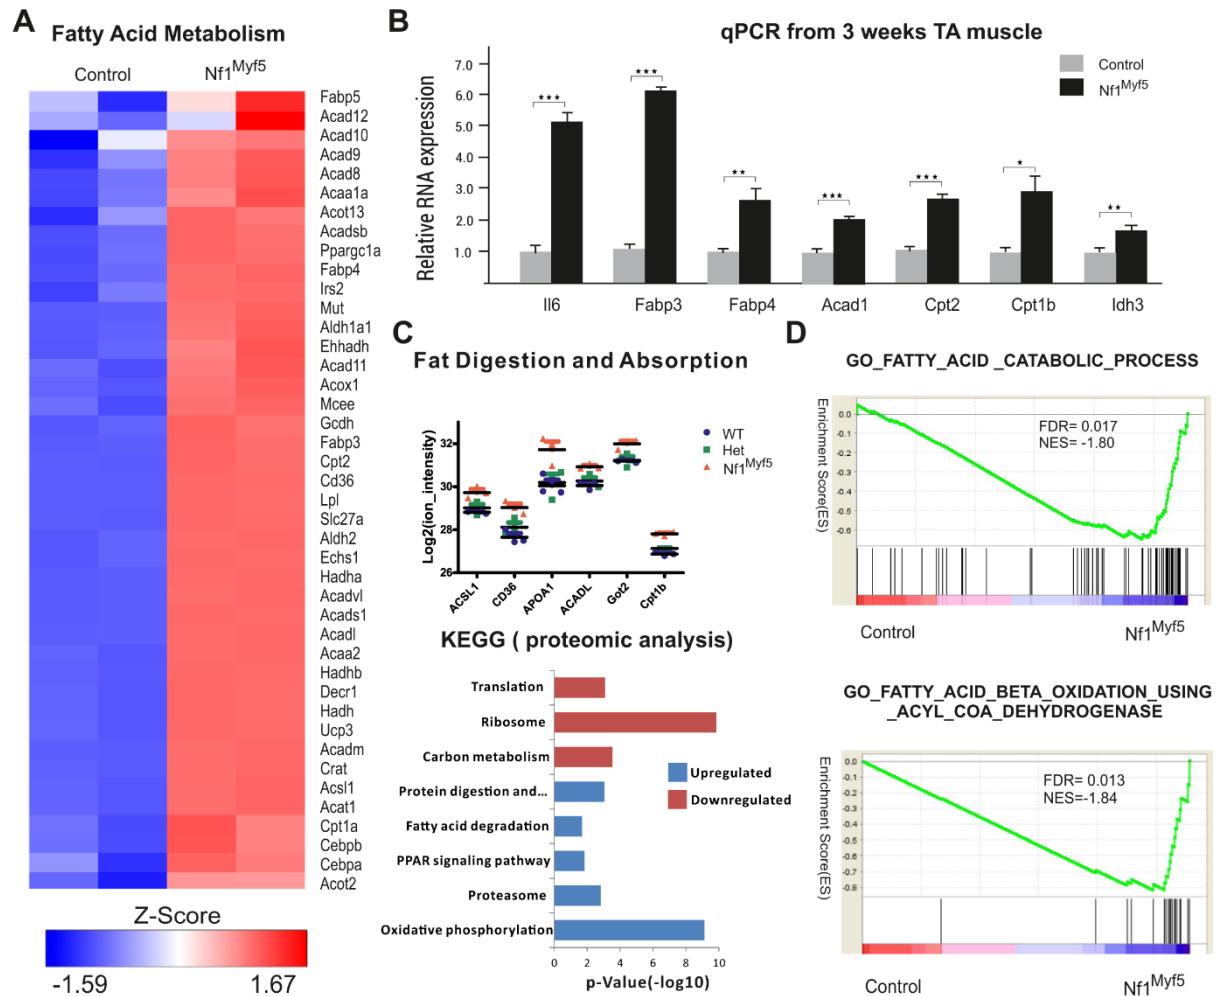 A
Fatty Acid Metabolism
Control Nf1Myf5
Fabp5
Acad12
Acad10
Acad9
Acad8
Acaa1a
Acot13
Acadsb
Ppargc1a
Fabp4
Irs2
Mut
Aldh1a1
Ehhadh
Acad11
Acox1
Mcee
Gcdh
Fabp3
Cpt2
Cd36
Lpl
Slc27a
Aldh2
Echs1
Hadha
Acadvl
Acads1
Acadl
Acaa2
Hadhb
Decr1
Hadh
Ucp3
Acadm
Crat
Acsl1
Acat1
Cpt1a
Cebpb
Cebpa
Acot2
Z-Score
-1.59 1.67
B
qPCR from 3 weeks TA muscle
Control
Nf1Myf5
Relative RNA expression
7.0
6.0
5.0
4.0
3.0
2.0
1.0
★★★
★★★
★★
★★★
★★★
★
★★
Il6 Fabp3 Fabp4 Acad1 Cpt2 Cpt1b Idh3
C
Fat Digestion and Absorption
WT
Het
Nf1Myf5
Log2(ion_intensity)
32
30
28
26
ACSL1 CD36 APOA1 ACADL Got2 Cpt1b
KEGG ( proteomic analysis)
Translation
Ribosome
Carbon metabolism
Protein digestion and...
Fatty acid degradation
PPAR signaling pathway
Proteasome
Oxidative phosphorylation
Upregulated
Downregulated
0 2 4 6 8 10
p-Value(-log10)
D
GO_FATTY_ACID _CATABOLIC_PROCESS
Enrichment Score(ES)
0.0
-0.1
-0.2
-0.3
-0.4
-0.5
-0.6
FDR= 0.017
NES= -1.80
Control Nf1Myf5
GO_FATTY_ACID_BETA_OXIDATION_USING
_ACYL_COA_DEHYDROGENASE
Enrichment Score(ES)
0.0
-0.1
-0.2
-0.3
-0.4
-0.5
-0.6
-0.7
-0.8
FDR= 0.013
NES=-1.84
Control Nf1Myf5